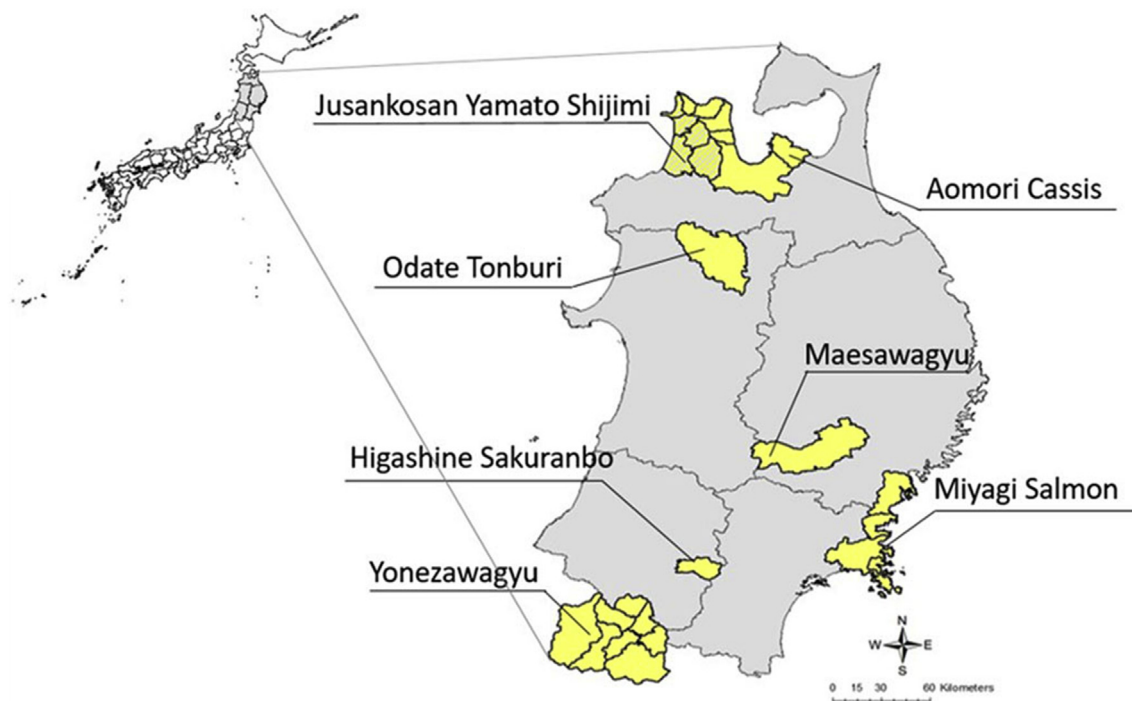 Jusankosan Yamato Shijimi
Aomori Cassis
Odate Tonburi
Maesawagyu
Higashine Sakuranbo
Miyagi Salmon
Yonezawagyu
N
W E
S
0 15 30 60 Kilometers